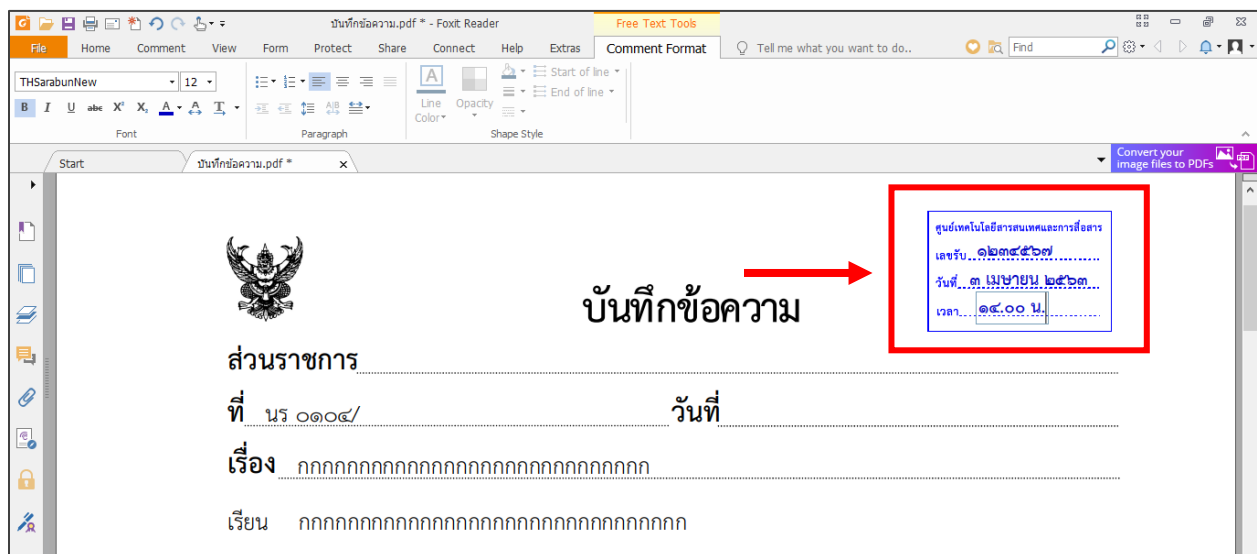 บันทึกข้อความ.pdf * - Foxit Reader
Free Text Tools
File Home Comment View Form Protect Share Connect Help Extras Comment Format Tell me what you want to do.. Find
THSarabunNew 12 A Start of line
B I U abc X² X₂ A A T Line Color Opacity End of line
Font Paragraph Shape Style
Start บันทึกข้อความ.pdf * x Convert your image files to PDFs
ศูนย์เทคโนโลยีสารสนเทศและการสื่อสาร
เลขรับ ๑๒๓๔๕๖๗
วันที่ ๓ เมษายน ๒๕๖๓
เวลา ๑๔.๐๐ น.
บันทึกข้อความ
ส่วนราชการ
ที่ นร ๐๑๐๔/ วันที่
เรื่อง กกกกกกกกกกกกกกกกกกกกกกกกกกกกกก
เรียน กกกกกกกกกกกกกกกกกกกกกกกกกกกกกกกกก